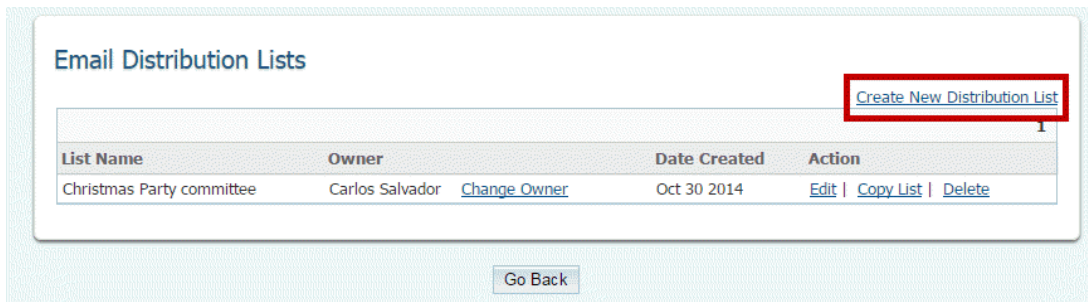 Email Distribution Lists
Create New Distribution List
1
List Name Owner Date Created Action
Christmas Party committee Carlos Salvador Change Owner Oct 30 2014 Edit | Copy List | Delete
Go Back